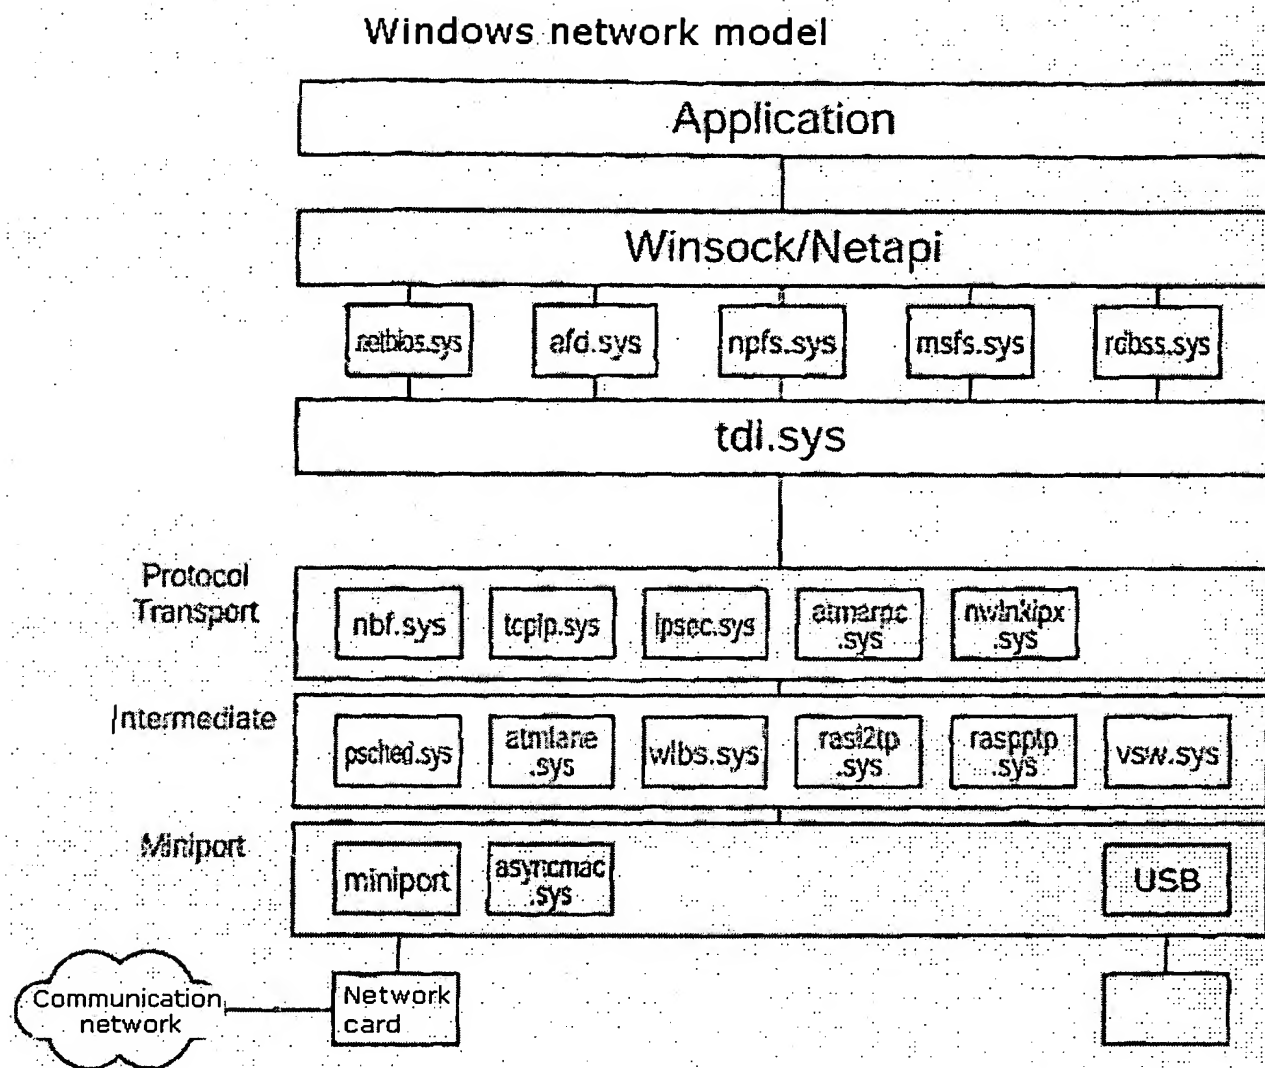 Windows network model
Application
Winsock/Netapi
netbios.sys afd.sys npfs.sys msfs.sys rdbss.sys
tdi.sys
Protocol
Transport
nbf.sys tcpip.sys ipsec.sys atmarpc
.sys nwlnkipx
.sys
Intermediate
psched.sys atmlane
.sys wlbs.sys rasl2tp
.sys raspptp
.sys vsw.sys
Miniport
miniport asyncmac
.sys USB
Communication
network
Network
card